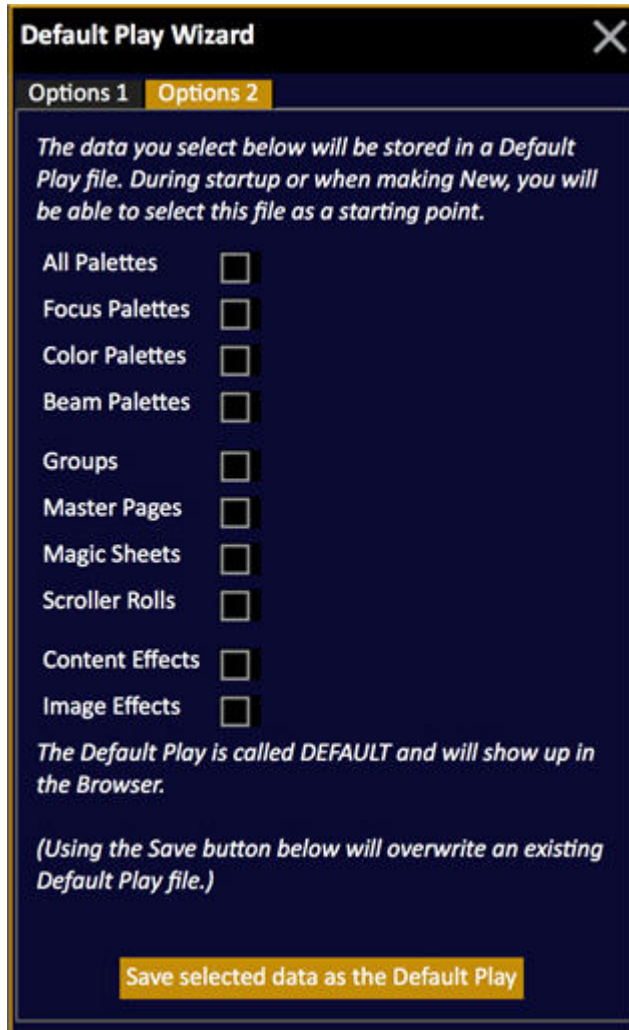 Default Play Wizard
Options 1 Options 2
The data you select below will be stored in a Default
Play file. During startup or when making New, you will
be able to select this file as a starting point.
All Palettes
Focus Palettes
Color Palettes
Beam Palettes
Groups
Master Pages
Magic Sheets
Scroller Rolls
Content Effects
Image Effects
The Default Play is called DEFAULT and will show up in
the Browser.
(Using the Save button below will overwrite an existing
Default Play file.)
Save selected data as the Default Play